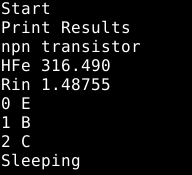 Start
Print Results
npn transistor
HFe 316.490
Rin 1.48755
0 E
1 B
2 C
Sleeping